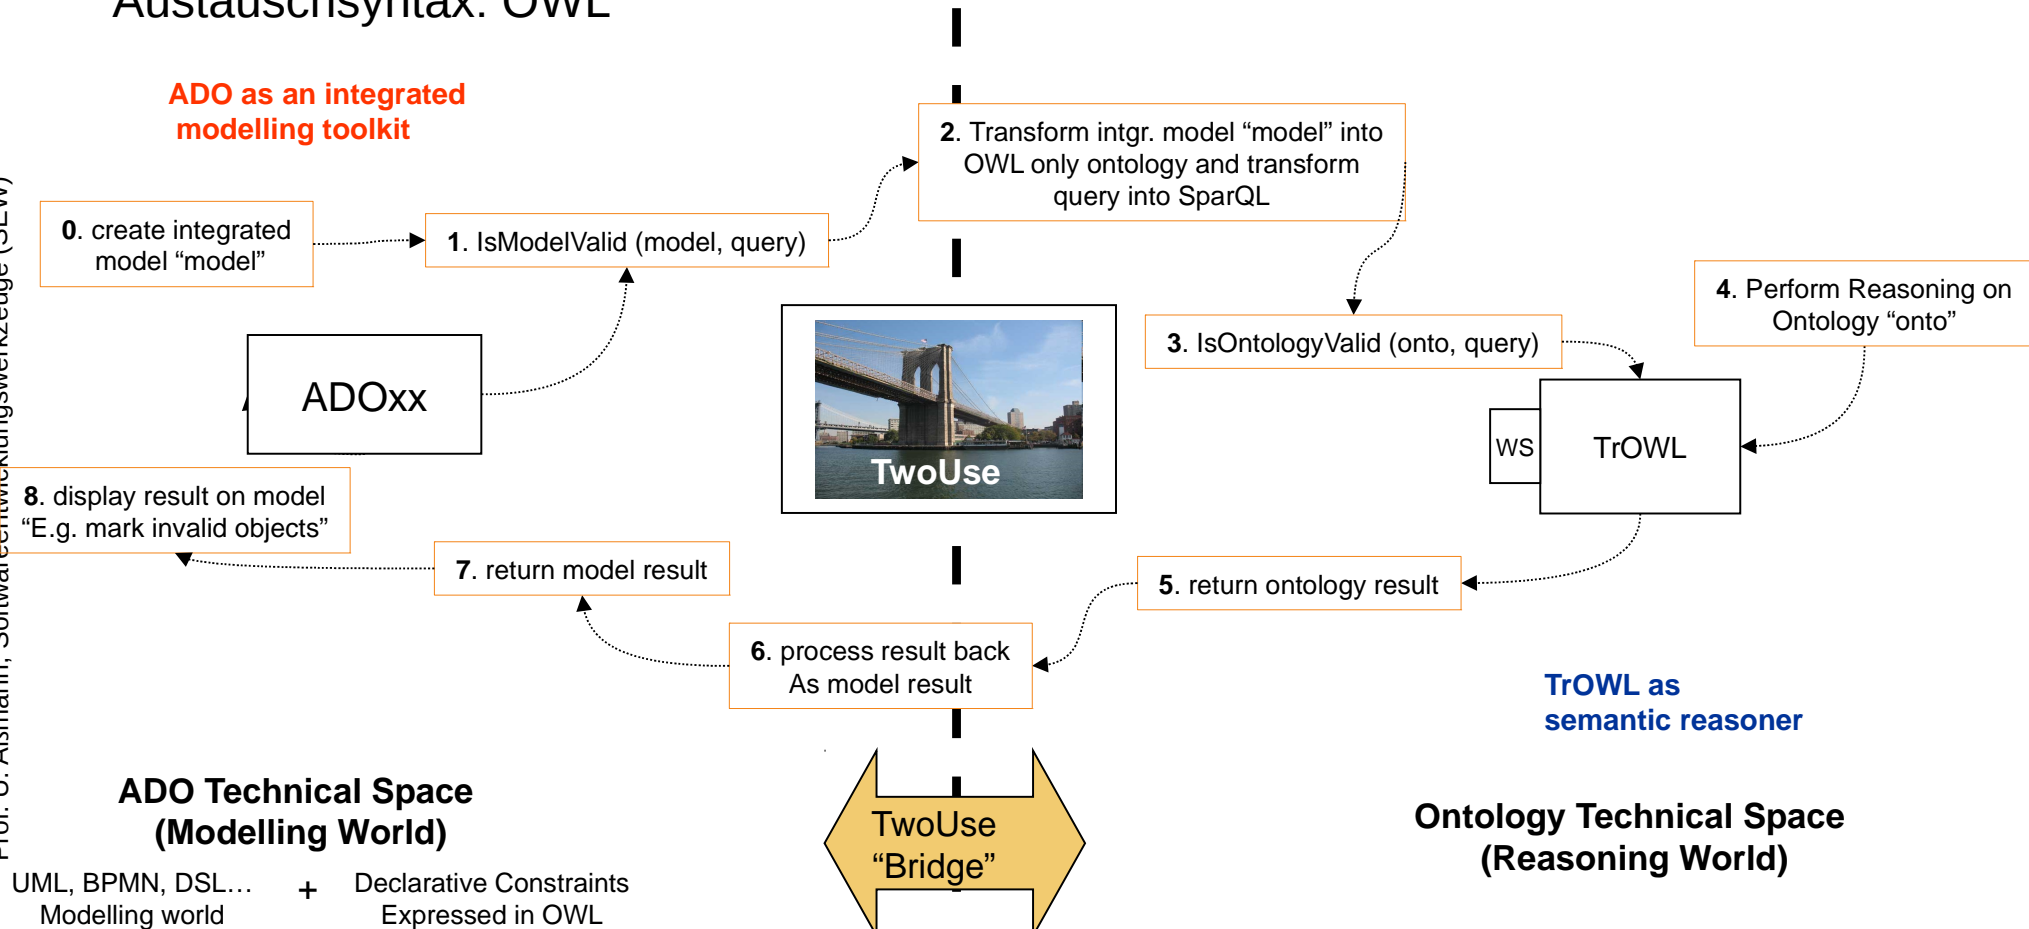 Austauschsyntax: OWL
ADO as an integrated
modelling toolkit
2. Transform intgr. model “model” into
OWL only ontology and transform
query into SparQL
0. create integrated
model “model”
1. IsModelValid (model, query)
4. Perform Reasoning on
Ontology “onto”
3. IsOntologyValid (onto, query)
ADOxx
WS
TrOWL
TwoUse
8. display result on model
“E.g. mark invalid objects”
7. return model result
5. return ontology result
6. process result back
As model result
TrOWL as
semantic reasoner
ADO Technical Space
(Modelling World)
TwoUse
“Bridge”
Ontology Technical Space
(Reasoning World)
UML, BPMN, DSL…
Modelling world
+
Declarative Constraints
Expressed in OWL
Prof. U. Aßmann, Softwareentwicklungswerkzeuge (SEW)